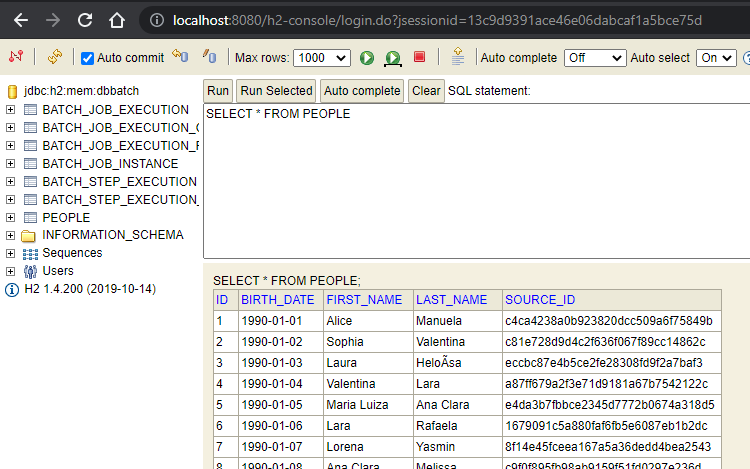 localhost:8080/h2-console/login.do?jsessionid=13c9d9391ace46e06dabcaf1a5bce75d
Auto commit Max rows: 1000 Auto complete Off Auto select On
jdbc:h2:mem:dbbatch
BATCH_JOB_EXECUTION
BATCH_JOB_EXECUTION_
BATCH_JOB_EXECUTION_
BATCH_JOB_INSTANCE
BATCH_STEP_EXECUTION
BATCH_STEP_EXECUTION_
PEOPLE
INFORMATION_SCHEMA
Sequences
Users
H2 1.4.200 (2019-10-14)
Run Run Selected Auto complete Clear SQL statement:
SELECT * FROM PEOPLE
SELECT * FROM PEOPLE;
ID BIRTH_DATE FIRST_NAME LAST_NAME SOURCE_ID
1 1990-01-01 Alice Manuela c4ca4238a0b923820dcc509a6f75849b
2 1990-01-02 Sophia Valentina c81e728d9d4c2f636f067f89cc14862c
3 1990-01-03 Laura HeloÃsa eccbc87e4b5ce2fe28308fd9f2a7baf3
4 1990-01-04 Valentina Lara a87ff679a2f3e71d9181a67b7542122c
5 1990-01-05 Maria Luiza Ana Clara e4da3b7fbbce2345d7772b0674a318d5
6 1990-01-06 Lara Rafaela 1679091c5a880faf6fb5e6087eb1b2dc
7 1990-01-07 Lorena Yasmin 8f14e45fceea167a5a36dedd4bea2543
8 1990-01-08 Ana Clara Melissa c9f0f895fb98ab9159f51fd0297e236d